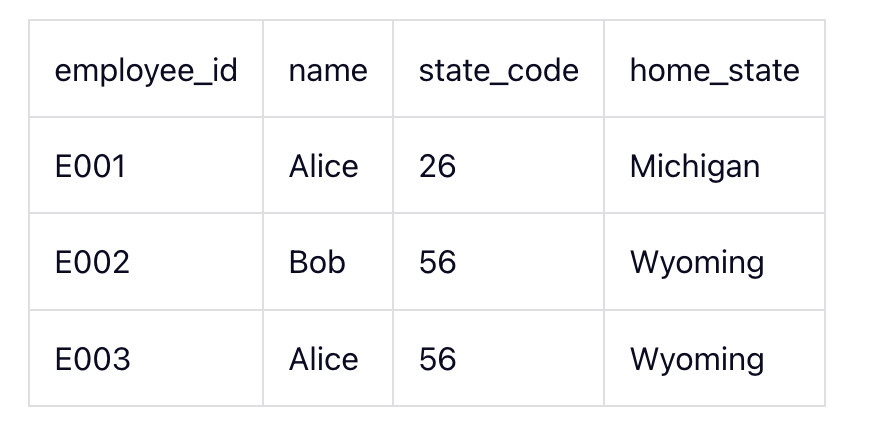 employee_id name state_code home_state
E001 Alice 26 Michigan
E002 Bob 56 Wyoming
E003 Alice 56 Wyoming